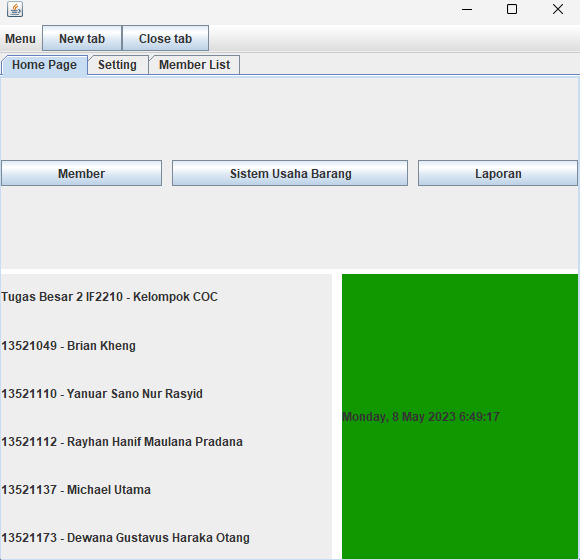 Menu New tab Close tab
Home Page Setting Member List
Member Sistem Usaha Barang Laporan
Tugas Besar 2 IF2210 - Kelompok COC
13521049 - Brian Kheng
13521110 - Yanuar Sano Nur Rasyid
13521112 - Rayhan Hanif Maulana Pradana
13521137 - Michael Utama
13521173 - Dewana Gustavus Haraka Otang
Monday, 8 May 2023 6:49:17